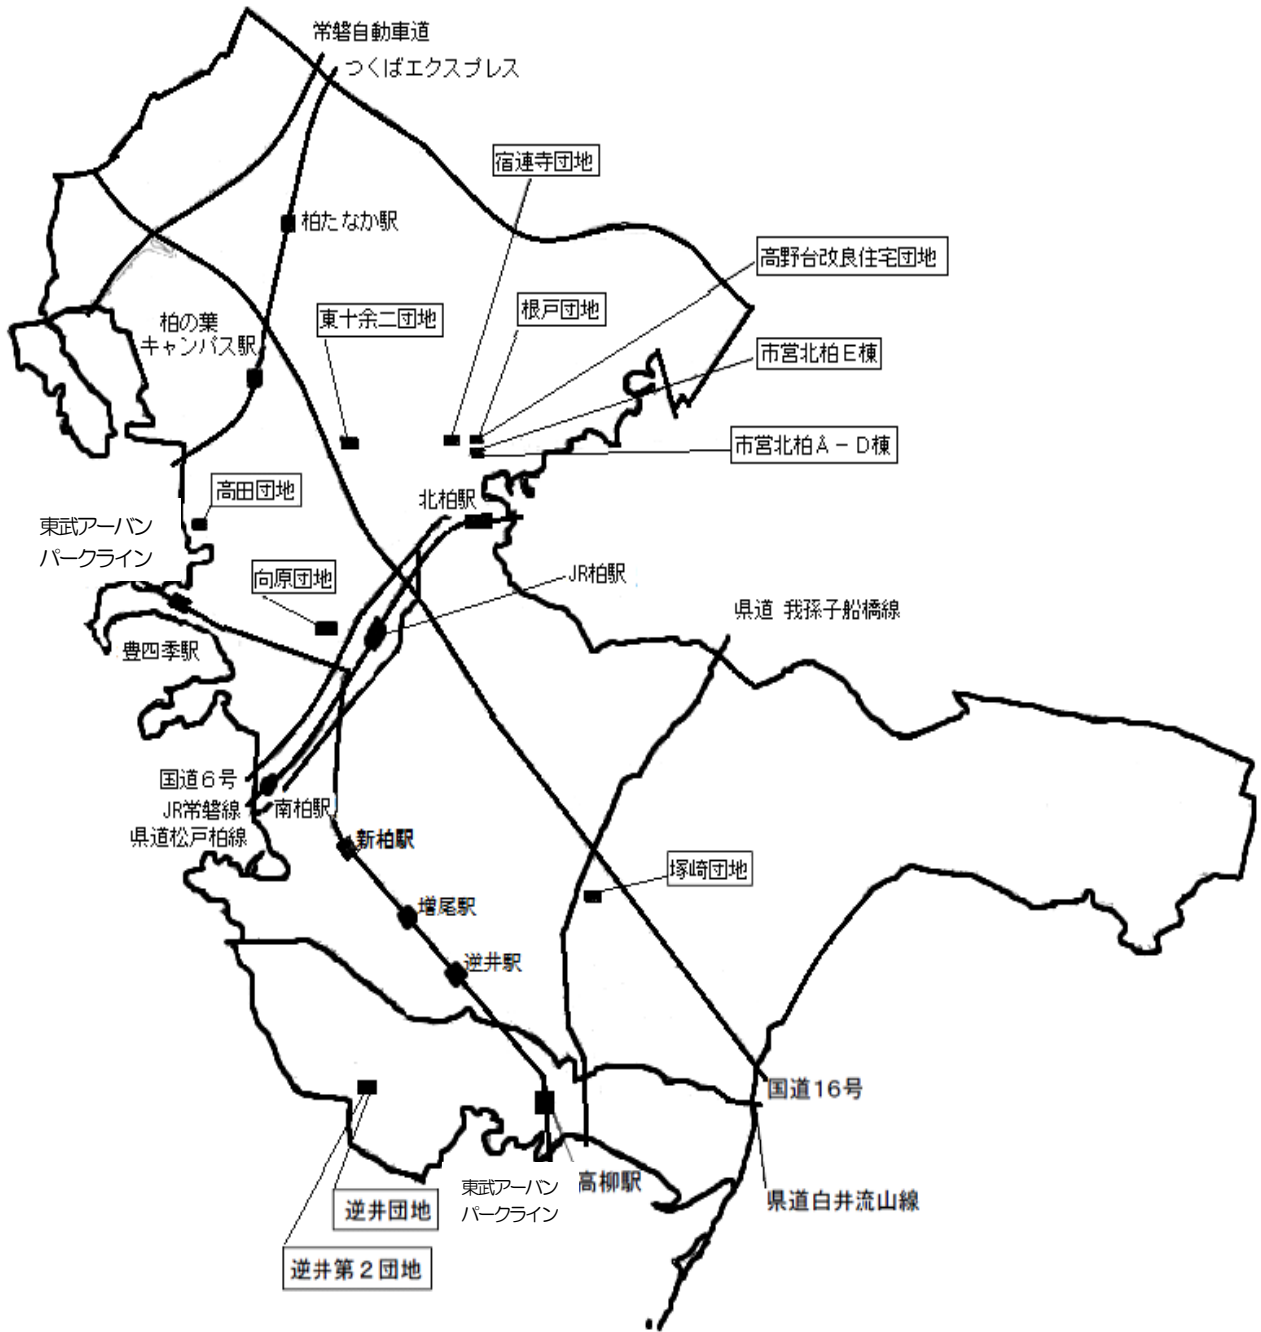 常磐自動車道
つくばエクスプレス
宿連寺団地
柏たなか駅
高野台改良住宅団地
根戸団地
東十余二団地
柏の葉
キャンパス駅
市営北柏E棟
市営北柏A－D棟
高田団地
北柏駅
東武アーバン
パークライン
向原団地
JR柏駅
県道 我孫子船橋線
豊四季駅
国道6号
JR常磐線
南柏駅
県道松戸柏線
新柏駅
塚崎団地
増尾駅
逆井駅
国道16号
高柳駅
東武アーバン
パークライン
県道白井流山線
逆井団地
逆井第2団地